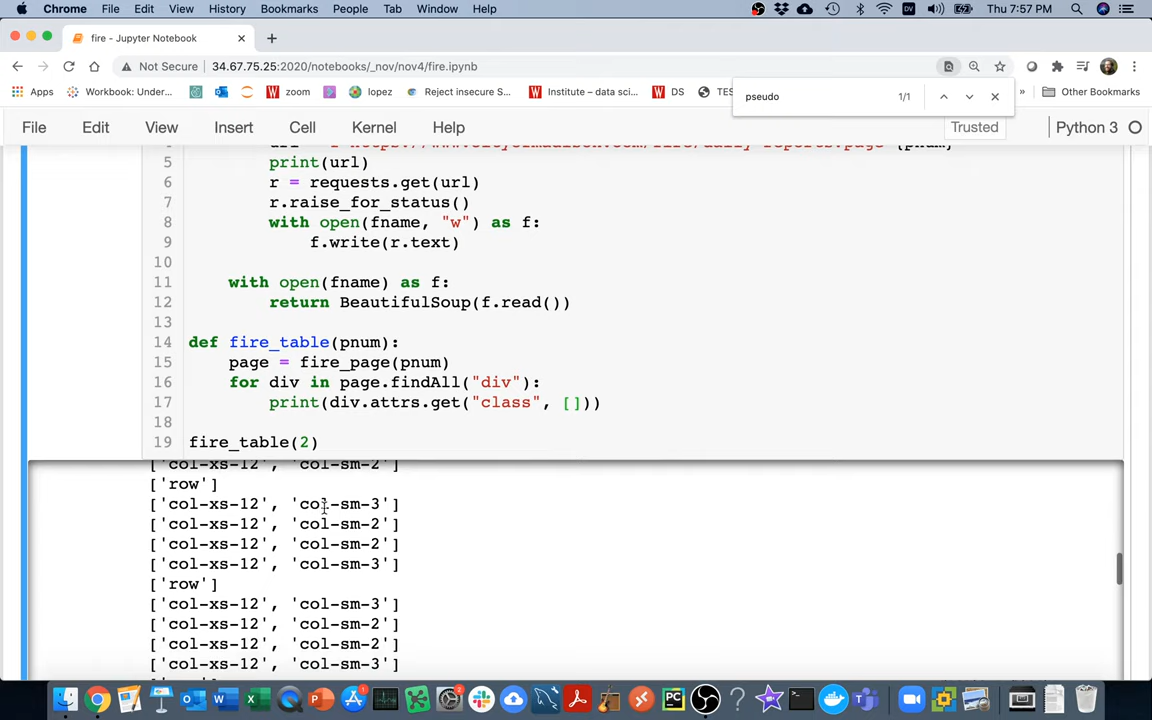 Chrome File Edit View History Bookmarks People Tab Window Help Thu 7:57 PM
fire - Jupyter Notebook
Not Secure 34.67.75.25:2020/notebooks/_nov/nov4/fire.ipynb
Apps Workbook: Under... zoom lopez Reject insecure S... Institute – data sci... DS TES » Other Bookmarks
pseudo 1/1
File Edit View Insert Cell Kernel Help Trusted Python 3
5 print(url)
6 r = requests.get(url)
7 r.raise_for_status()
8 with open(fname, "w") as f:
9 f.write(r.text)
10
11 with open(fname) as f:
12 return BeautifulSoup(f.read())
13
14 def fire_table(pnum):
15 page = fire_page(pnum)
16 for div in page.findAll("div"):
17 print(div.attrs.get("class", []))
18
19 fire_table(2)
['col-xs-12', 'col-sm-2']
['row']
['col-xs-12', 'col-sm-3']
['col-xs-12', 'col-sm-2']
['col-xs-12', 'col-sm-2']
['col-xs-12', 'col-sm-3']
['row']
['col-xs-12', 'col-sm-3']
['col-xs-12', 'col-sm-2']
['col-xs-12', 'col-sm-2']
['col-xs-12', 'col-sm-3']